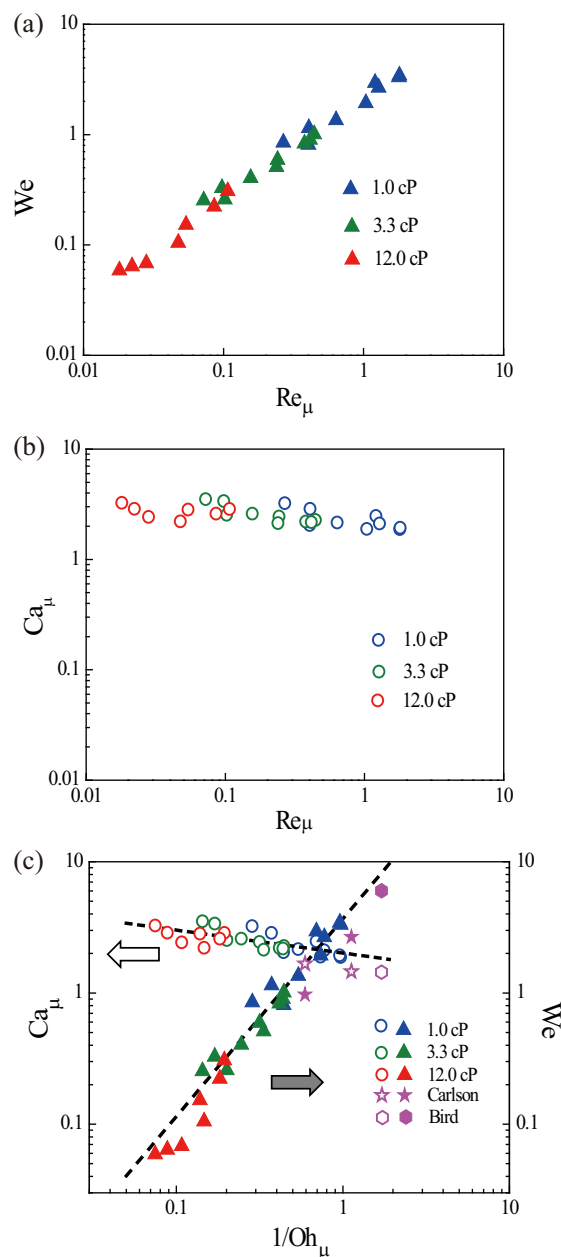 (a)
10
1
0.1
0.01
We
1.0 cP
3.3 cP
12.0 cP
0.01 0.1 1 10
Re_μ
(b)
10
1
0.1
0.01
Ca_μ
1.0 cP
3.3 cP
12.0 cP
0.01 0.1 1 10
Reμ
(c)
10 10
1 1
0.1 0.1
Ca_μ
We
1.0 cP
3.3 cP
12.0 cP
Carlson
Bird
0.1 1 10
1/Oh_μ